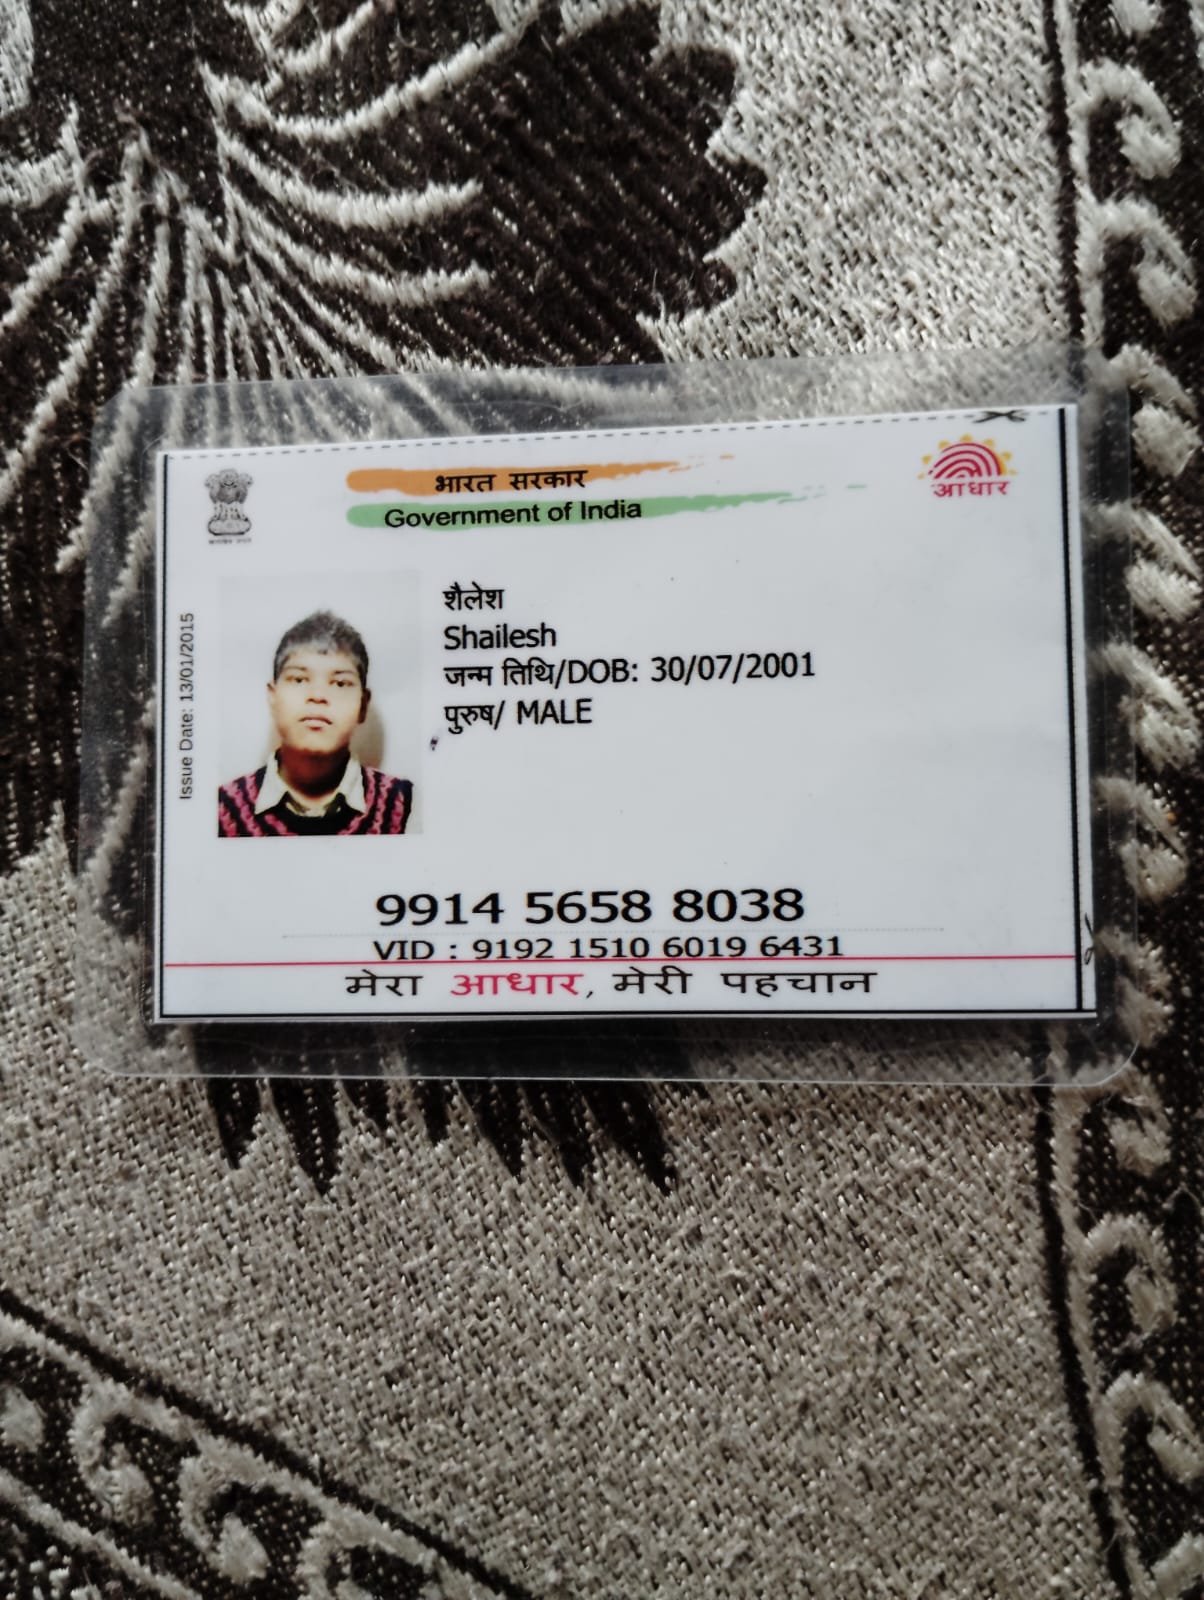 भारत सरकार
Government of India
आधार
Issue Date: 13/01/2015
शैलेश
Shailesh
जन्म तिथि/DOB: 30/07/2001
पुरुष/ MALE
9914 5658 8038
VID : 9192 1510 6019 6431
मेरा आधार, मेरी पहचान